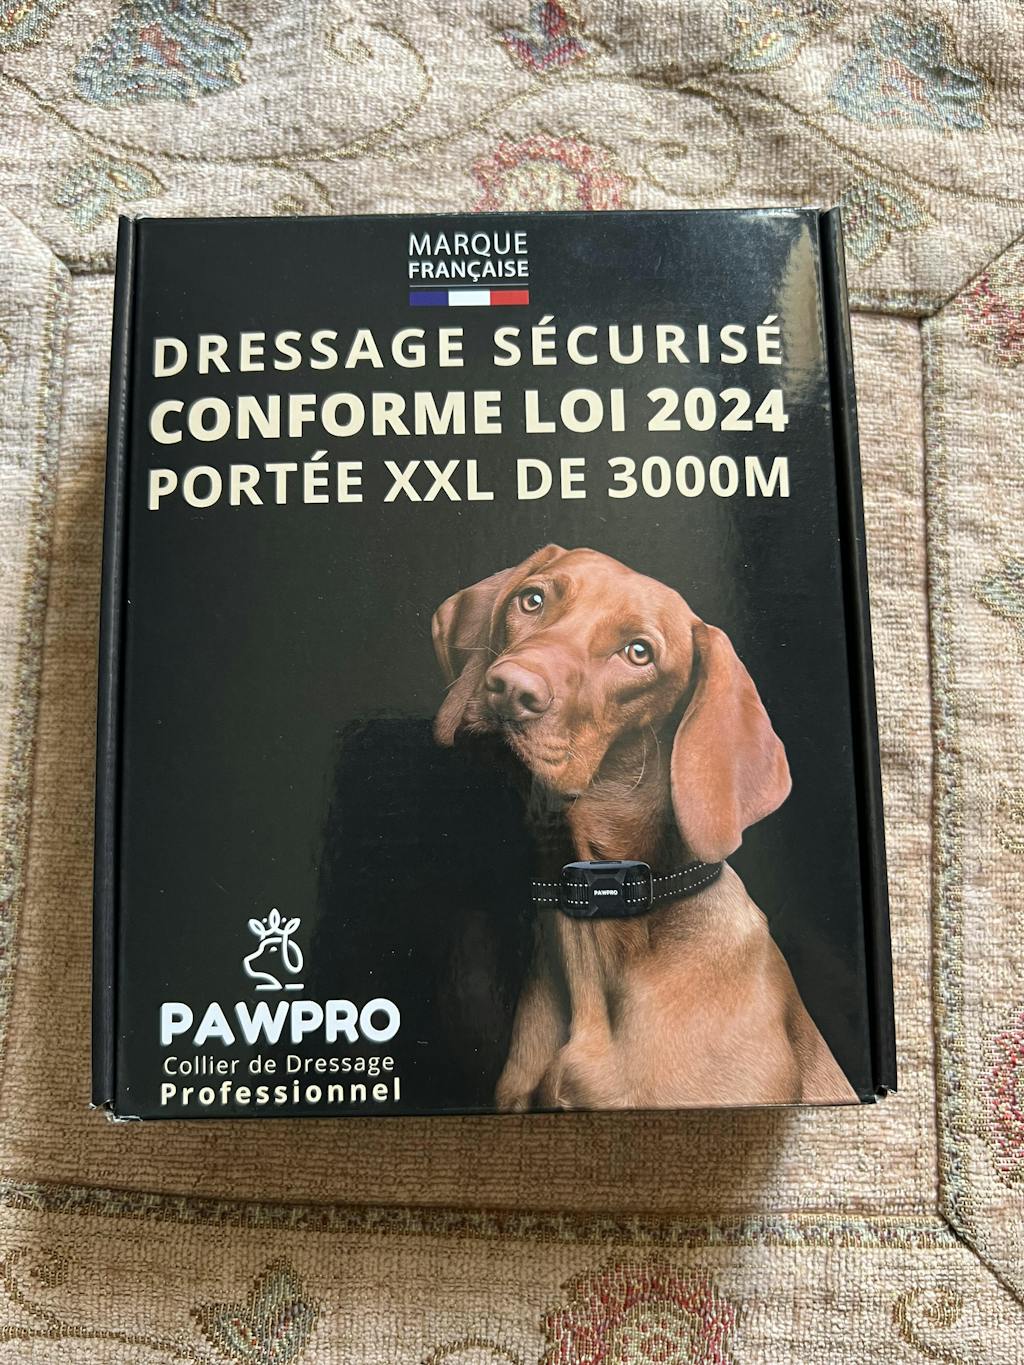 MARQUE
FRANÇAISE
DRESSAGE SÉCURISÉ
CONFORME LOI 2024
PORTÉE XXL DE 3000M
PAWPRO
PAWPRO
Collier de Dressage
Professionnel